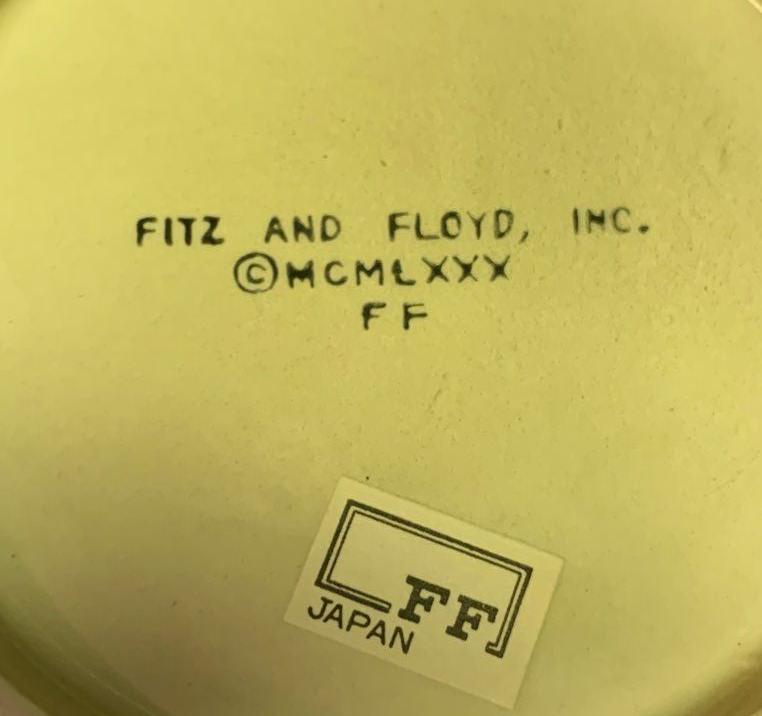 FITZ AND FLOYD, INC.
©MCMLXXX
FF
FF
JAPAN